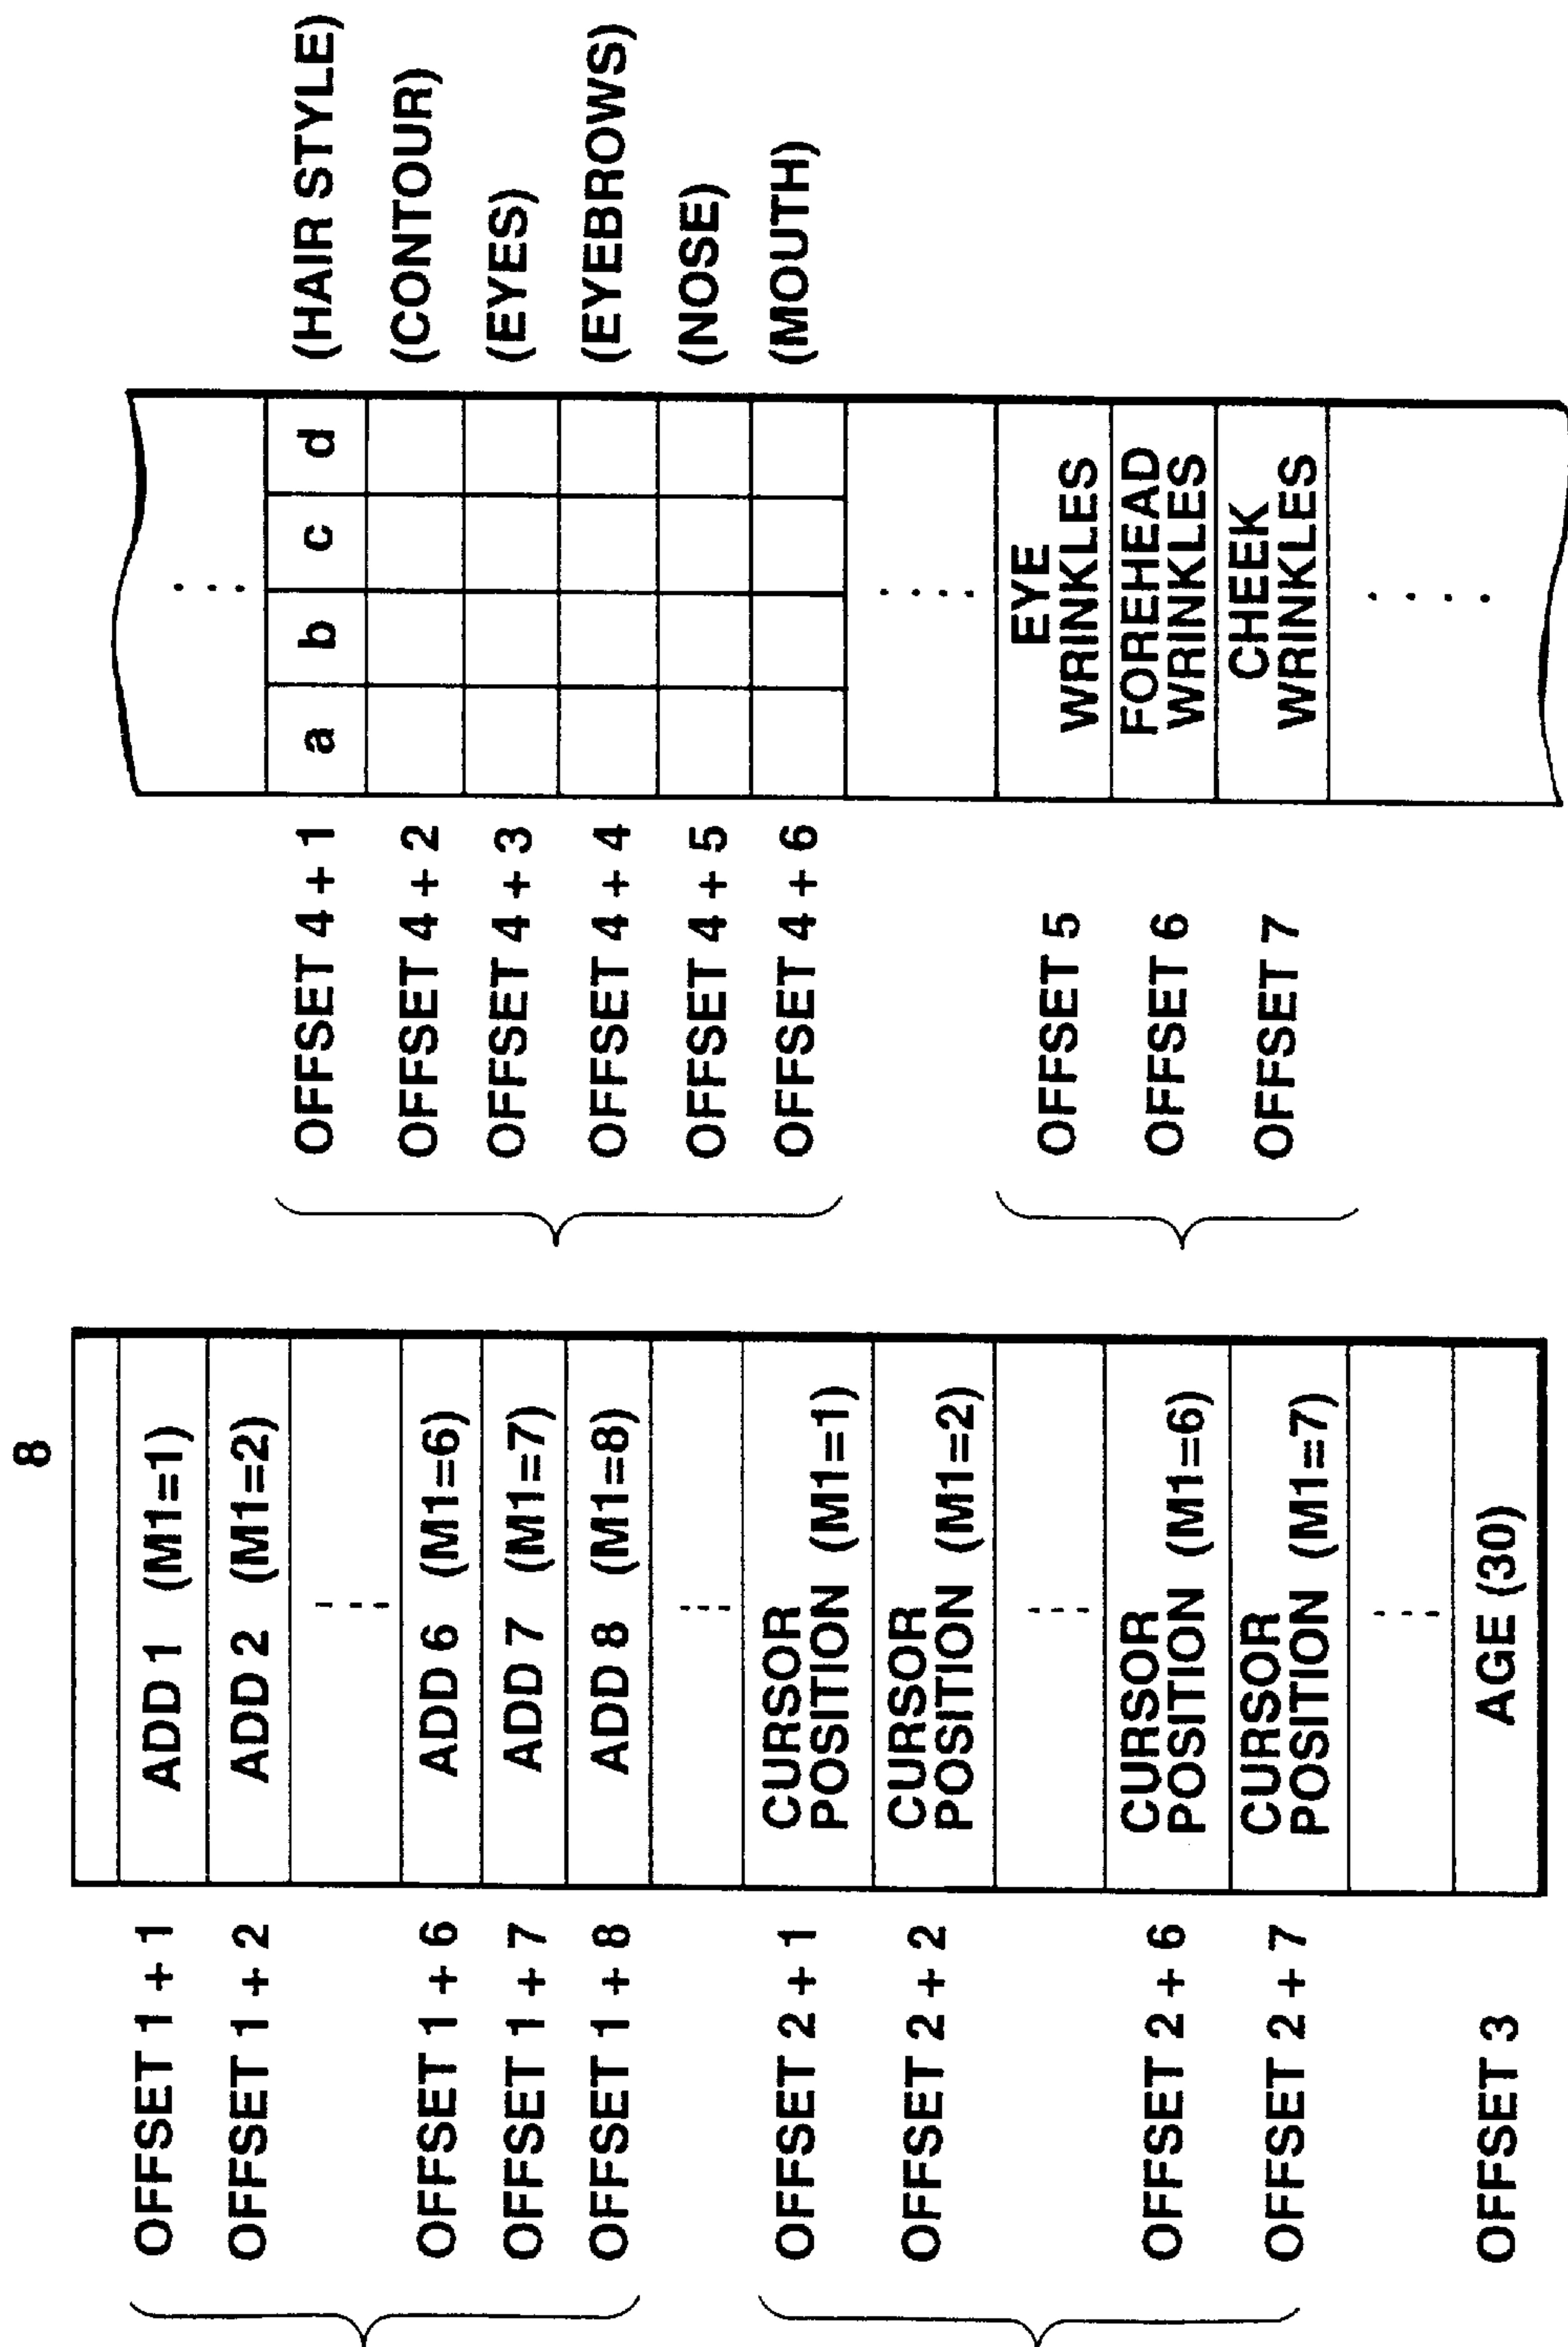 8
OFFSET 1 + 1 ADD 1 (M1=1)
OFFSET 1 + 2 ADD 2 (M1=2)
OFFSET 1 + 6 ADD 6 (M1=6)
OFFSET 1 + 7 ADD 7 (M1=7)
OFFSET 1 + 8 ADD 8 (M1=8)
OFFSET 2 + 1 CURSOR
POSITION (M1=1)
OFFSET 2 + 2 CURSOR
POSITION (M1=2)
OFFSET 2 + 6 CURSOR
POSITION (M1=6)
OFFSET 2 + 7 CURSOR
POSITION (M1=7)
OFFSET 3 AGE (30)
OFFSET 4 + 1 a b c d (HAIR STYLE)
OFFSET 4 + 2 (CONTOUR)
OFFSET 4 + 3 (EYES)
OFFSET 4 + 4 (EYEBROWS)
OFFSET 4 + 5 (NOSE)
OFFSET 4 + 6 (MOUTH)
OFFSET 5 EYE
WRINKLES
OFFSET 6 FOREHEAD
WRINKLES
OFFSET 7 CHEEK
WRINKLES